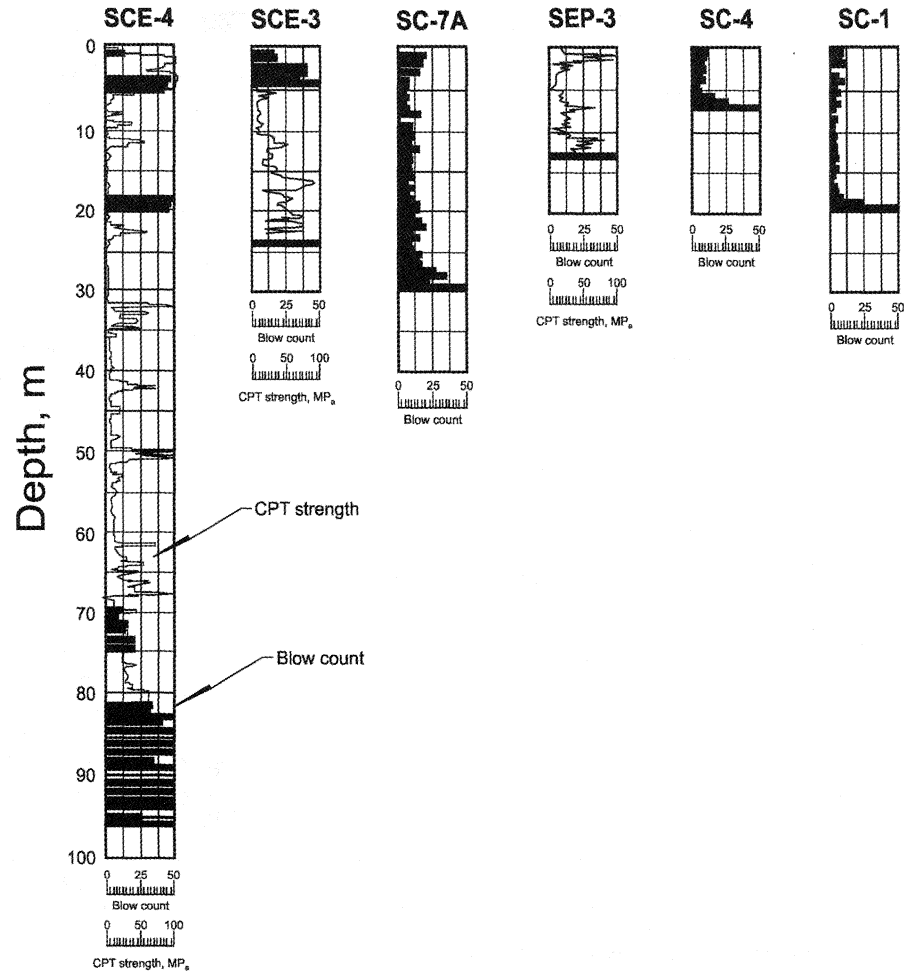 SCE-4 SCE-3 SC-7A SEP-3 SC-4 SC-1
0
10
20
30
40
50
60
70
80
90
100
Depth, m
CPT strength
Blow count
0 25 50
Blow count
0 50 100
CPT strength, MPa
0 25 50
Blow count
0 50 100
CPT strength, MPa
0 25 50
Blow count
0 25 50
Blow count
0 50 100
CPT strength, MPa
0 25 50
Blow count
0 25 50
Blow count